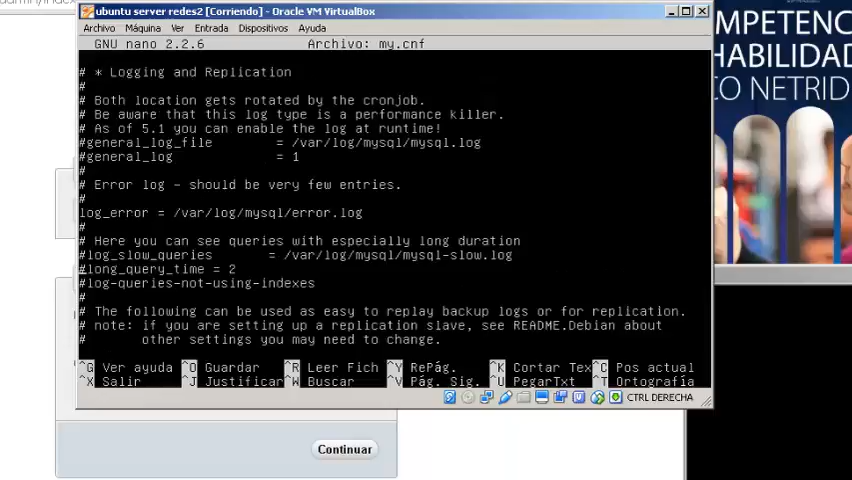 ubuntu server redes2 [Corriendo] - Oracle VM VirtualBox
Archivo Máquina Ver Entrada Dispositivos Ayuda
GNU nano 2.2.6 Archivo: my.cnf
# * Logging and Replication
#
# Both location gets rotated by the cronjob.
# Be aware that this log type is a performance killer.
# As of 5.1 you can enable the log at runtime!
#general_log_file = /var/log/mysql/mysql.log
#general_log = 1
#
# Error log - should be very few entries.
#
log_error = /var/log/mysql/error.log
#
# Here you can see queries with especially long duration
#log_slow_queries = /var/log/mysql/mysql-slow.log
#long_query_time = 2
#log-queries-not-using-indexes
#
# The following can be used as easy to replay backup logs or for replication.
# note: if you are setting up a replication slave, see README.Debian about
# other settings you may need to change.
^G Ver ayuda ^O Guardar ^R Leer Fich ^Y RePág. ^K Cortar Tex ^C Pos actual
^X Salir ^J Justificar ^W Buscar ^V Pág. Sig. ^U PegarTxt ^T Ortografía
CTRL DERECHA
Continuar
COMPETENC
HABILIDAD
CO NETRID